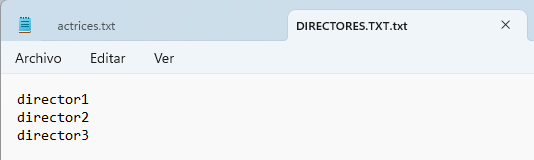 actrices.txt
DIRECTORES.TXT.txt
Archivo Editar Ver
director1
director2
director3